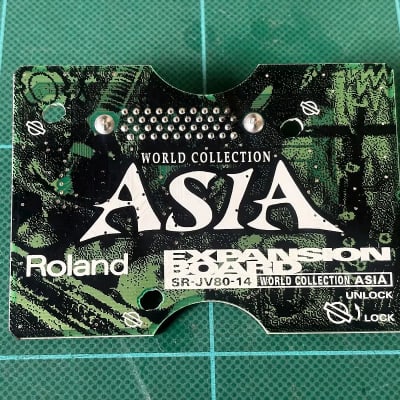 WORLD COLLECTION
ASIA
Roland
EXPANSION
BOARD
SR-JV80-14 WORLD COLLECTION ASIA
UNLOCK
LOCK